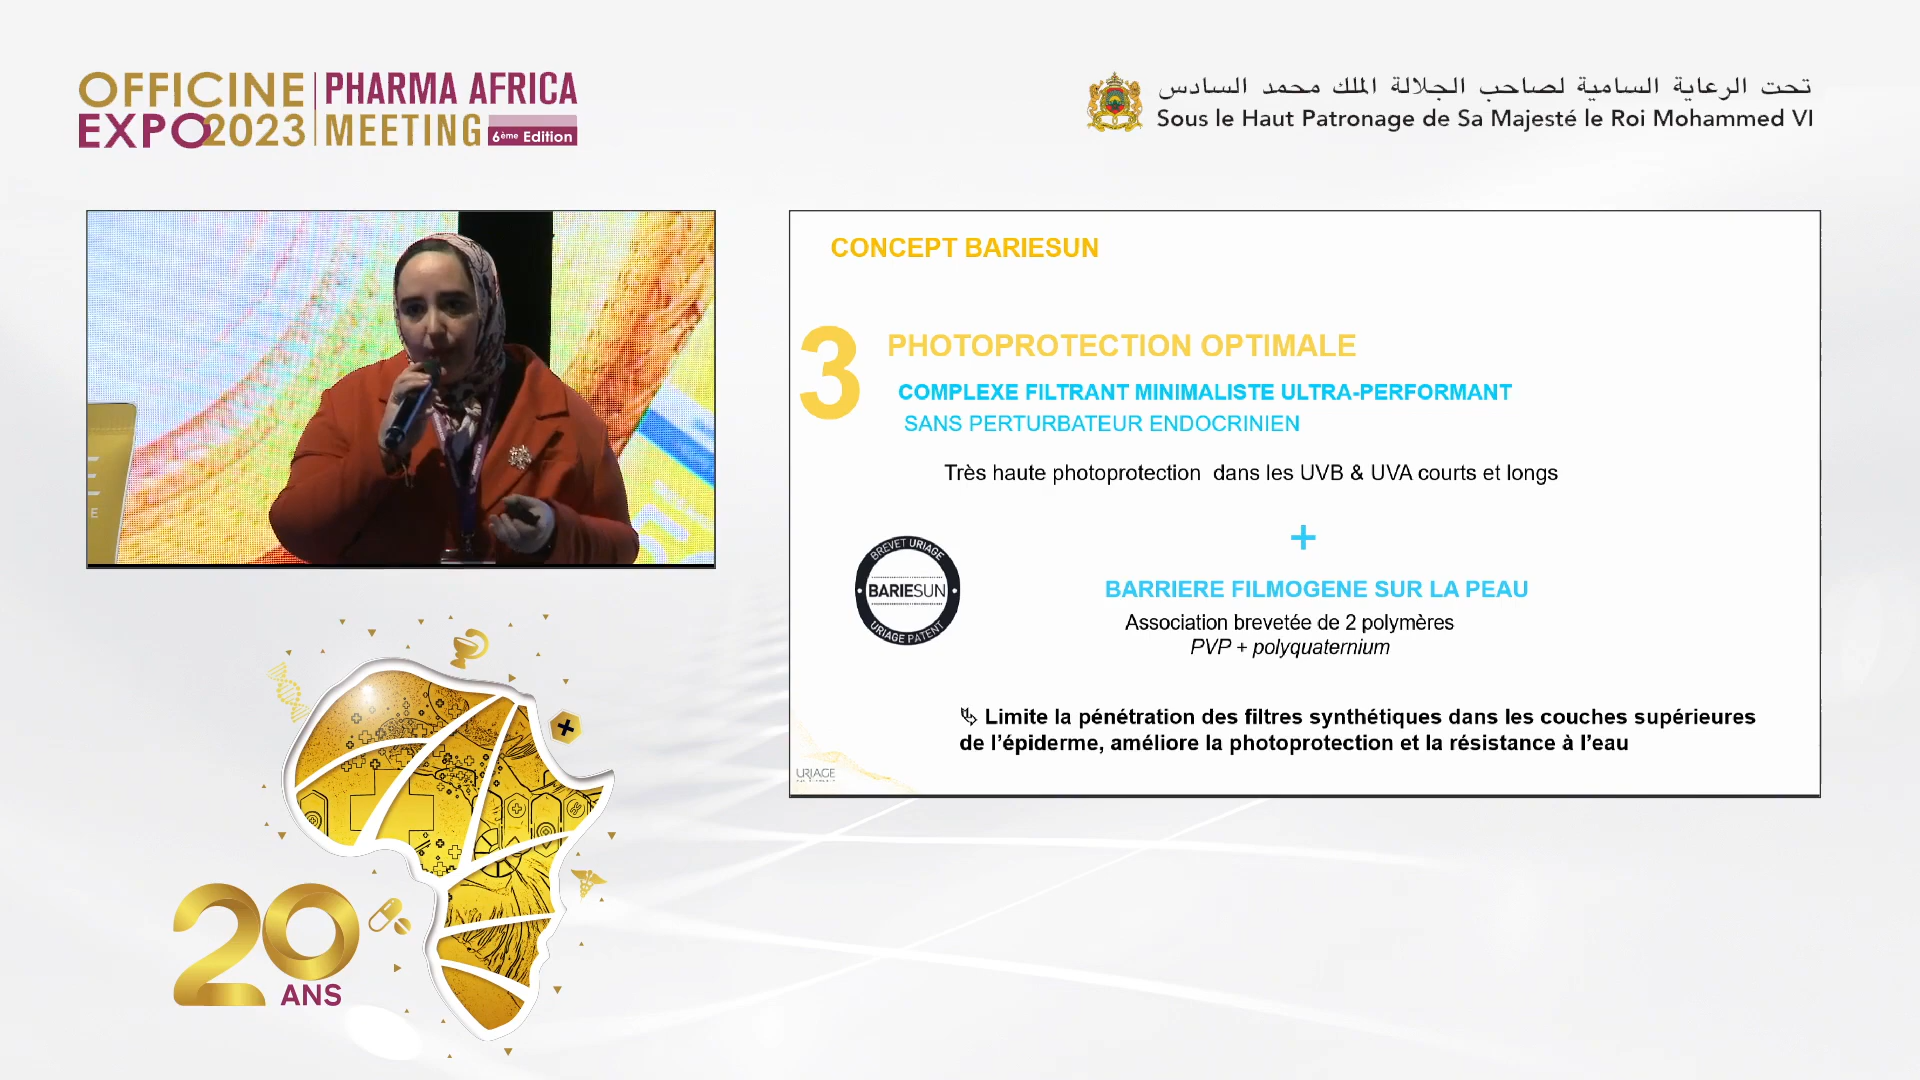 OFFICINE
EXPO2023
PHARMA AFRICA
MEETING
6ème Edition
تحت الرعاية السامية لصاحب الجلالة الملك محمد السادس
Sous le Haut Patronage de Sa Majesté le Roi Mohammed VI
CONCEPT BARIESUN
3
PHOTOPROTECTION OPTIMALE
COMPLEXE FILTRANT MINIMALISTE ULTRA-PERFORMANT
SANS PERTURBATEUR ENDOCRINIEN
Très haute photoprotection dans les UVB & UVA courts et longs
+
BREVET URIAGE
BARIESUN
URIAGE PATENT
BARRIERE FILMOGENE SUR LA PEAU
Association brevetée de 2 polymères
PVP + polyquaternium
Limite la pénétration des filtres synthétiques dans les couches supérieures
de l’épiderme, améliore la photoprotection et la résistance à l’eau
URIAGE
20
ANS